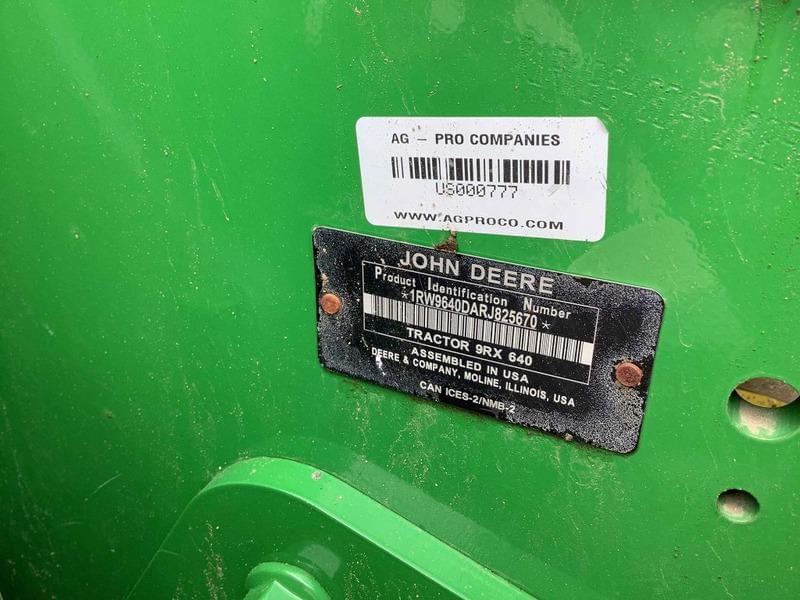 AG – PRO COMPANIES
US000777
WWW.AGPROCO.COM
JOHN DEERE
Product Identification Number
*1RW9640DARJ825670*
TRACTOR 9RX 640
ASSEMBLED IN USA
DEERE & COMPANY, MOLINE, ILLINOIS, USA
CAN ICES-2/NMB-2